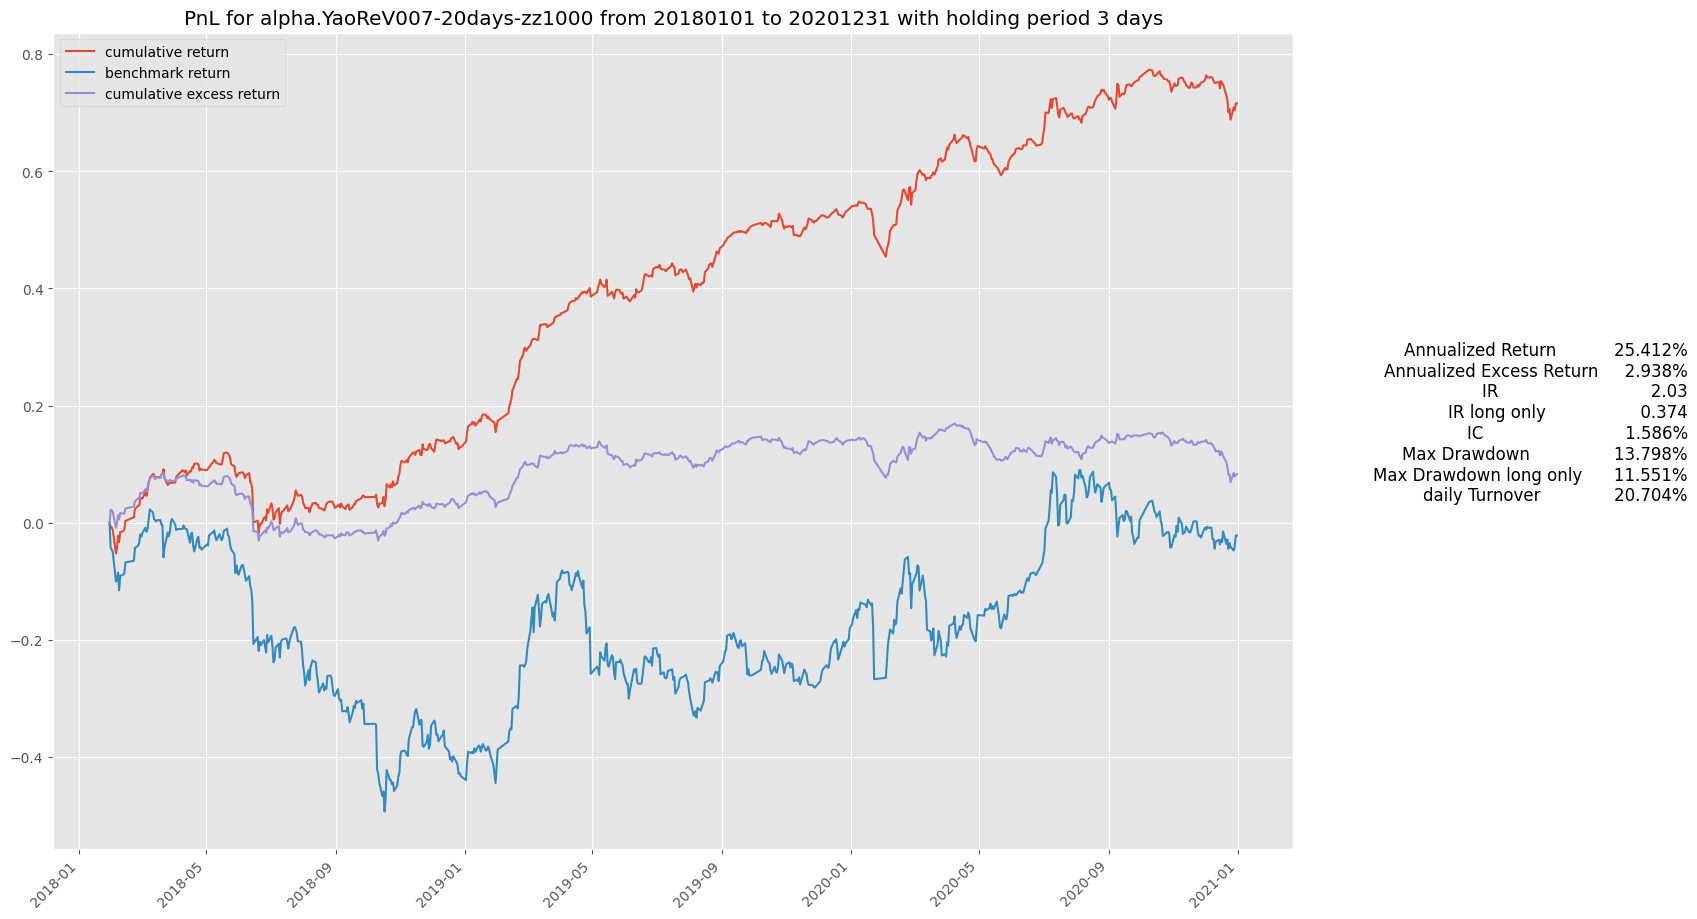 PnL for alpha.YaoReV007-20days-zz1000 from 20180101 to 20201231 with holding period 3 days
cumulative return
benchmark return
cumulative excess return
0.8
0.6
0.4
0.2
0.0
−0.2
−0.4
2018-01
2018-05
2018-09
2019-01
2019-05
2019-09
2020-01
2020-05
2020-09
2021-01
Annualized Return 25.412%
Annualized Excess Return 2.938%
IR 2.03
IR long only 0.374
IC 1.586%
Max Drawdown 13.798%
Max Drawdown long only 11.551%
daily Turnover 20.704%